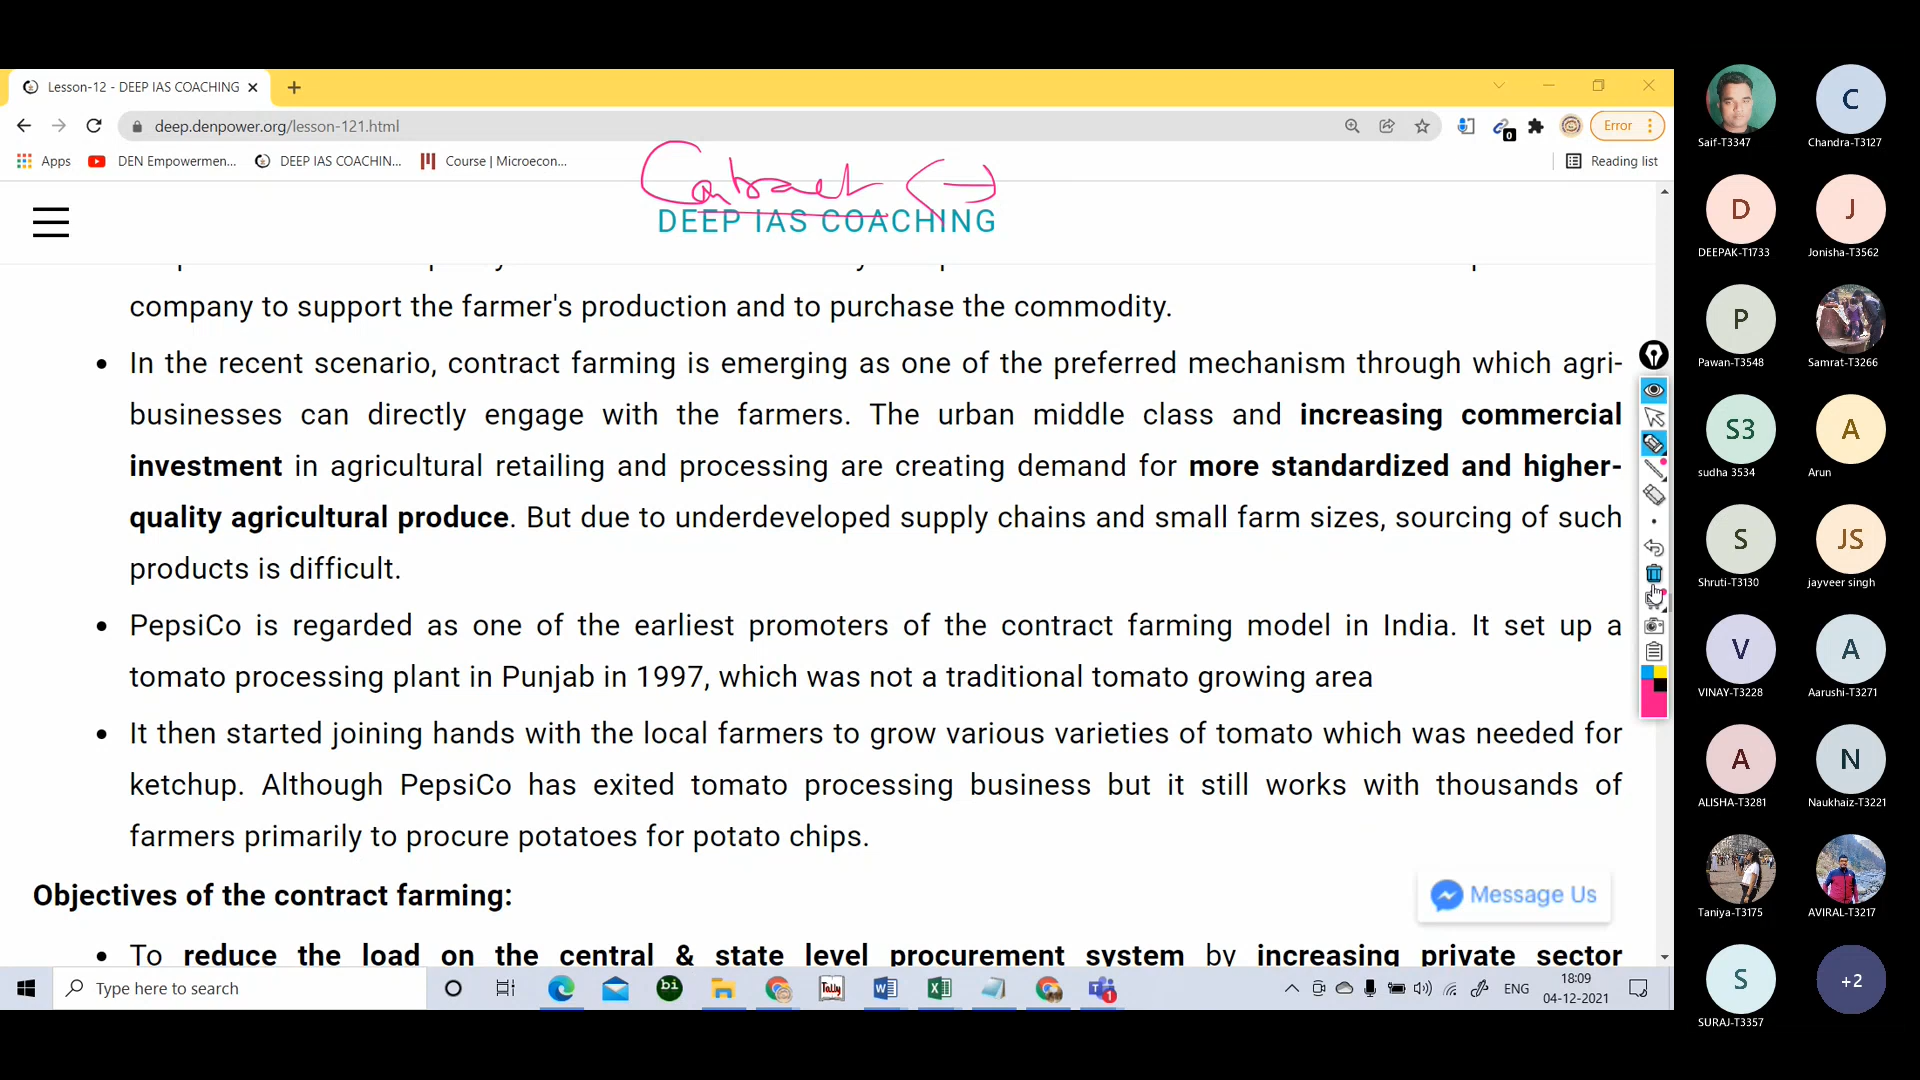 Lesson-12 - DEEP IAS COACHING
deep.denpower.org/lesson-121.html
Error
Apps
DEN Empowermen...
DEEP IAS COACHIN...
Course | Microecon...
Reading list
Contract
DEEP IAS COACHING
company to support the farmer's production and to purchase the commodity.
In the recent scenario, contract farming is emerging as one of the preferred mechanism through which agri-
businesses can directly engage with the farmers. The urban middle class and increasing commercial
investment in agricultural retailing and processing are creating demand for more standardized and higher-
quality agricultural produce. But due to underdeveloped supply chains and small farm sizes, sourcing of such
products is difficult.
PepsiCo is regarded as one of the earliest promoters of the contract farming model in India. It set up a
tomato processing plant in Punjab in 1997, which was not a traditional tomato growing area
It then started joining hands with the local farmers to grow various varieties of tomato which was needed for
ketchup. Although PepsiCo has exited tomato processing business but it still works with thousands of
farmers primarily to procure potatoes for potato chips.
Objectives of the contract farming:
Message Us
To reduce the load on the central & state level procurement system by increasing private sector
Type here to search
bi
Tally
1
ENG
18:09
04-12-2021
0
Saif-T3347
C
Chandra-T3127
D
DEEPAK-T1733
J
Jonisha-T3562
P
Pawan-T3548
Samrat-T3266
S3
sudha 3534
A
Arun
S
Shruti-T3130
JS
jayveer singh
V
VINAY-T3228
A
Aarushi-T3271
A
ALISHA-T3281
N
Naukhaiz-T3221
Taniya-T3175
AVIRAL-T3217
S
SURAJ-T3357
+2